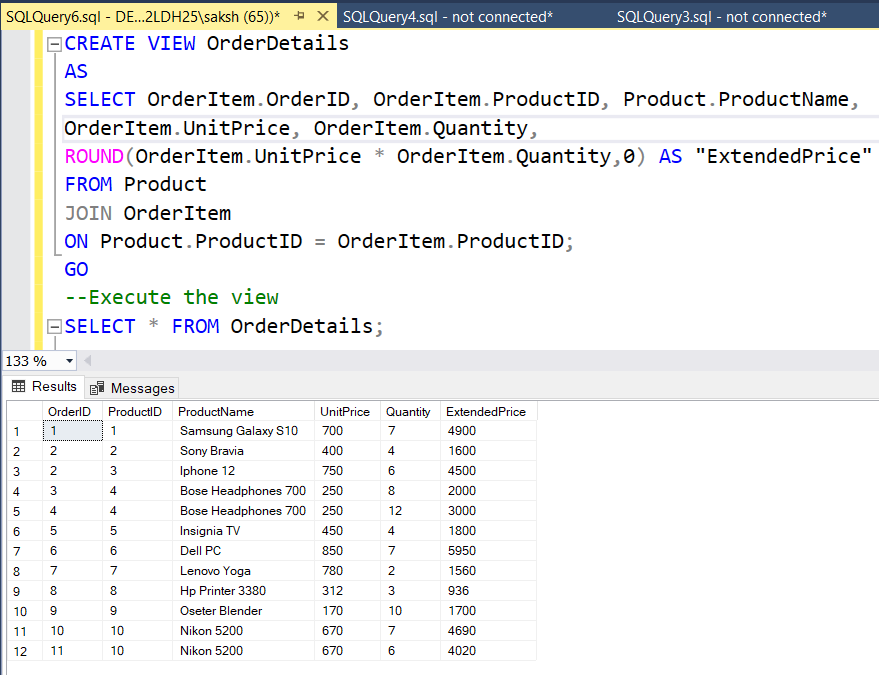 SQLQuery6.sql - DE...2LDH25\saksh (65))* SQLQuery4.sql - not connected* SQLQuery3.sql - not connected*
CREATE VIEW OrderDetails
AS
SELECT OrderItem.OrderID, OrderItem.ProductID, Product.ProductName,
OrderItem.UnitPrice, OrderItem.Quantity,
ROUND(OrderItem.UnitPrice * OrderItem.Quantity,0) AS "ExtendedPrice"
FROM Product
JOIN OrderItem
ON Product.ProductID = OrderItem.ProductID;
GO
--Execute the view
SELECT * FROM OrderDetails;
133 %
Results Messages
OrderID ProductID ProductName UnitPrice Quantity ExtendedPrice
1 1 1 Samsung Galaxy S10 700 7 4900
2 2 2 Sony Bravia 400 4 1600
3 2 3 Iphone 12 750 6 4500
4 3 4 Bose Headphones 700 250 8 2000
5 4 4 Bose Headphones 700 250 12 3000
6 5 5 Insignia TV 450 4 1800
7 6 6 Dell PC 850 7 5950
8 7 7 Lenovo Yoga 780 2 1560
9 8 8 Hp Printer 3380 312 3 936
10 9 9 Oseter Blender 170 10 1700
11 10 10 Nikon 5200 670 7 4690
12 11 10 Nikon 5200 670 6 4020